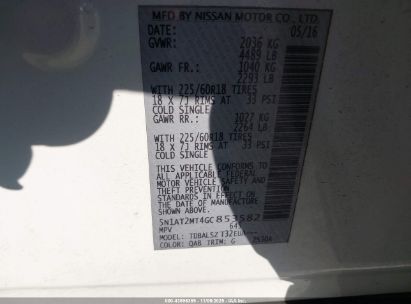 MFD BY NISSAN MOTOR CO., LTD.
DATE: 05/16
GVWR: 2036 KG
4489 LB
GAWR FR.: 1040 KG
2293 LB
WITH 225/60R18 TIRES
18 X 7J RIMS AT 33 PSI
COLD SINGLE
GAWR RR.: 1027 KG
2264 LB
WITH 225/60R18 TIRES
18 X 7J RIMS AT 33 PSI
COLD SINGLE
THIS VEHICLE CONFORMS TO
ALL APPLICABLE FEDERAL
MOTOR VEHICLE SAFETY AND
THEFT PREVENTION
STANDARDS IN EFFECT ON
THE DATE OF MANUFACTURE
SHOWN ABOVE.
5N1AT2MT4GC853582
MPV
MODEL:
COLOR: QAB TRIM: G